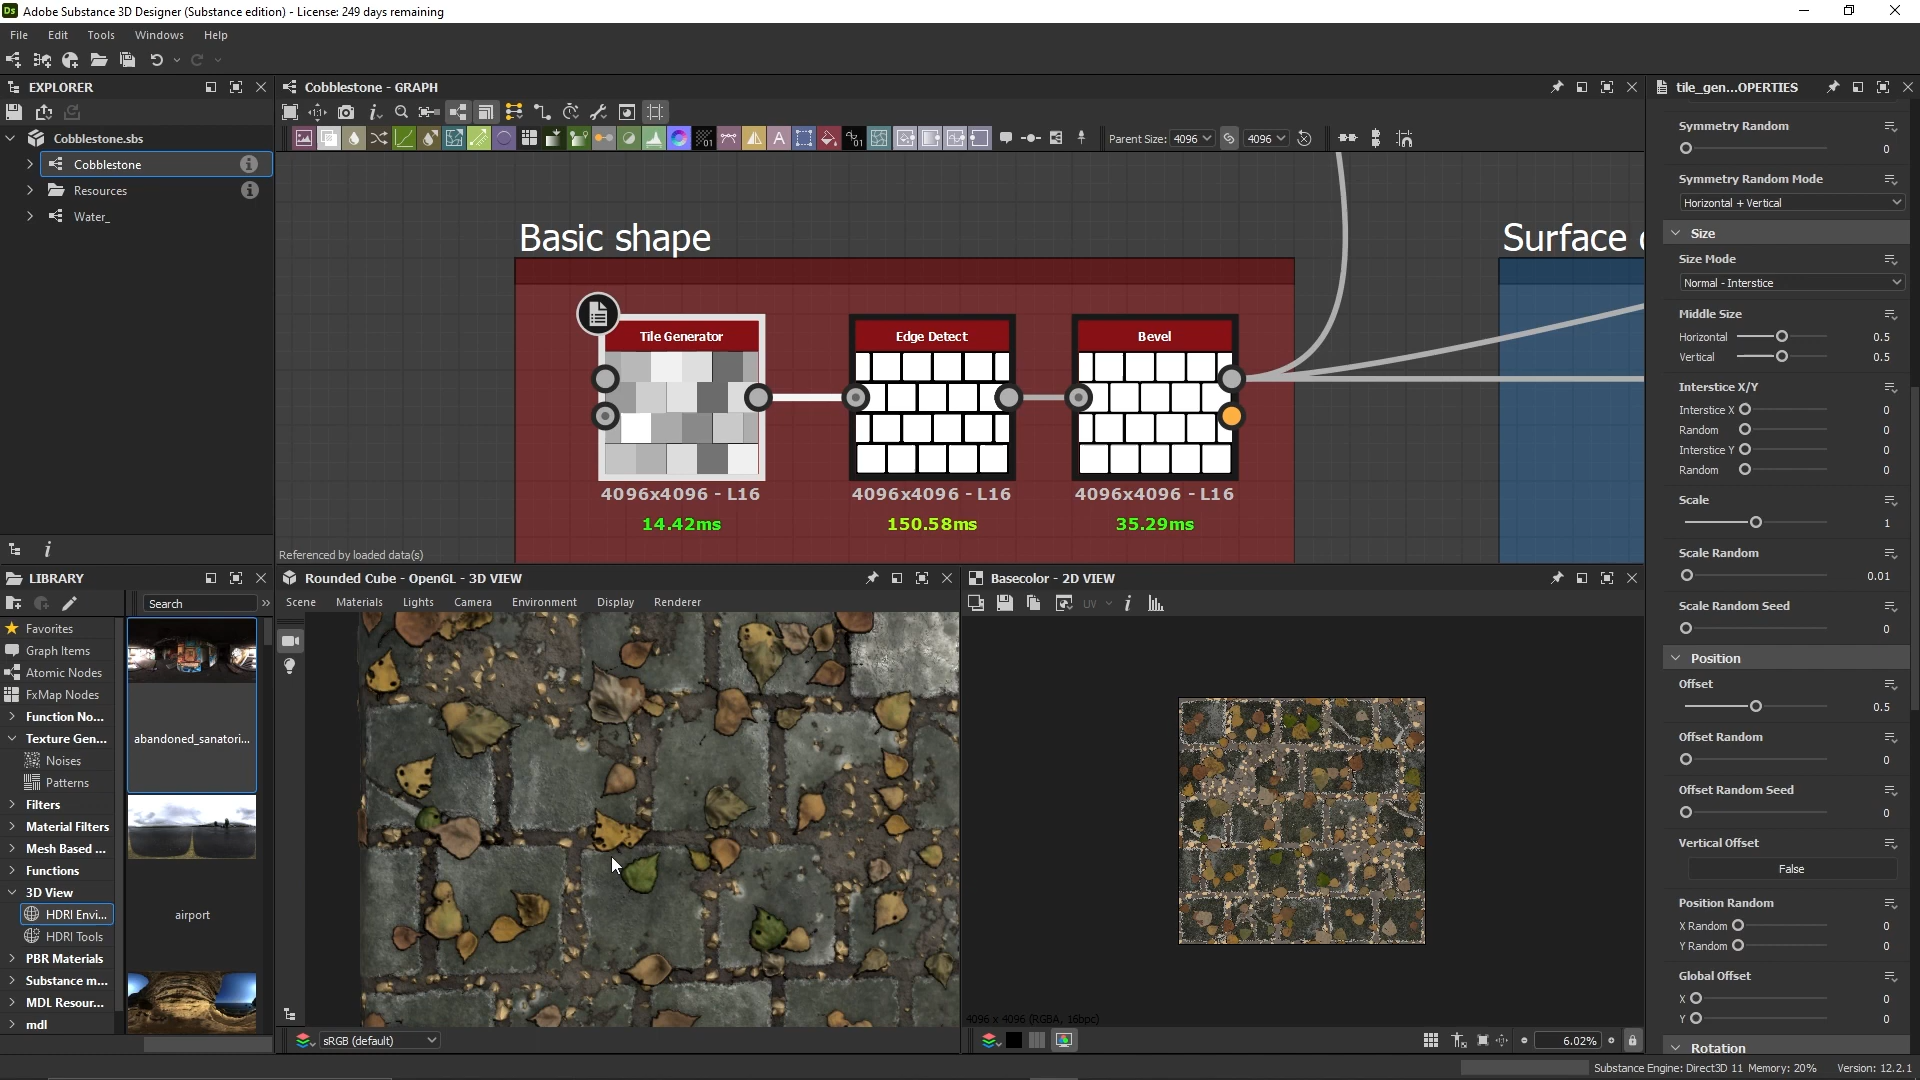 Ds Adobe Substance 3D Designer (Substance edition) - License: 249 days remaining
File Edit Tools Windows Help
EXPLORER
Cobblestone.sbs
Cobblestone
Resources
Water_
Cobblestone - GRAPH
Parent Size: 4096 4096
Basic shape
Surface
Tile Generator
4096x4096 - L16
14.42ms
Edge Detect
4096x4096 - L16
150.58ms
Bevel
4096x4096 - L16
35.29ms
Referenced by loaded data(s)
LIBRARY
Search
Favorites
Graph Items
Atomic Nodes
FxMap Nodes
Function No...
Texture Gen...
Noises
Patterns
Filters
Material Filters
Mesh Based ...
Functions
3D View
HDRI Envi...
HDRI Tools
PBR Materials
Substance m...
MDL Resour...
mdl
abandoned_sanatori...
airport
Rounded Cube - OpenGL - 3D VIEW
Scene Materials Lights Camera Environment Display Renderer
sRGB (default)
Basecolor - 2D VIEW
UV
4096 x 4096 (RGBA, 16bpc)
6.02%
tile_gen...OPERTIES
Symmetry Random
0
Symmetry Random Mode
Horizontal + Vertical
Size
Size Mode
Normal - Interstice
Middle Size
Horizontal 0.5
Vertical 0.5
Interstice X/Y
Interstice X 0
Random 0
Interstice Y 0
Random 0
Scale
1
Scale Random
0.01
Scale Random Seed
0
Position
Offset
0.5
Offset Random
0
Offset Random Seed
0
Vertical Offset
False
Position Random
X Random 0
Y Random 0
Global Offset
X 0
Y 0
Rotation
Substance Engine: Direct3D 11 Memory: 20% Version: 12.2.1